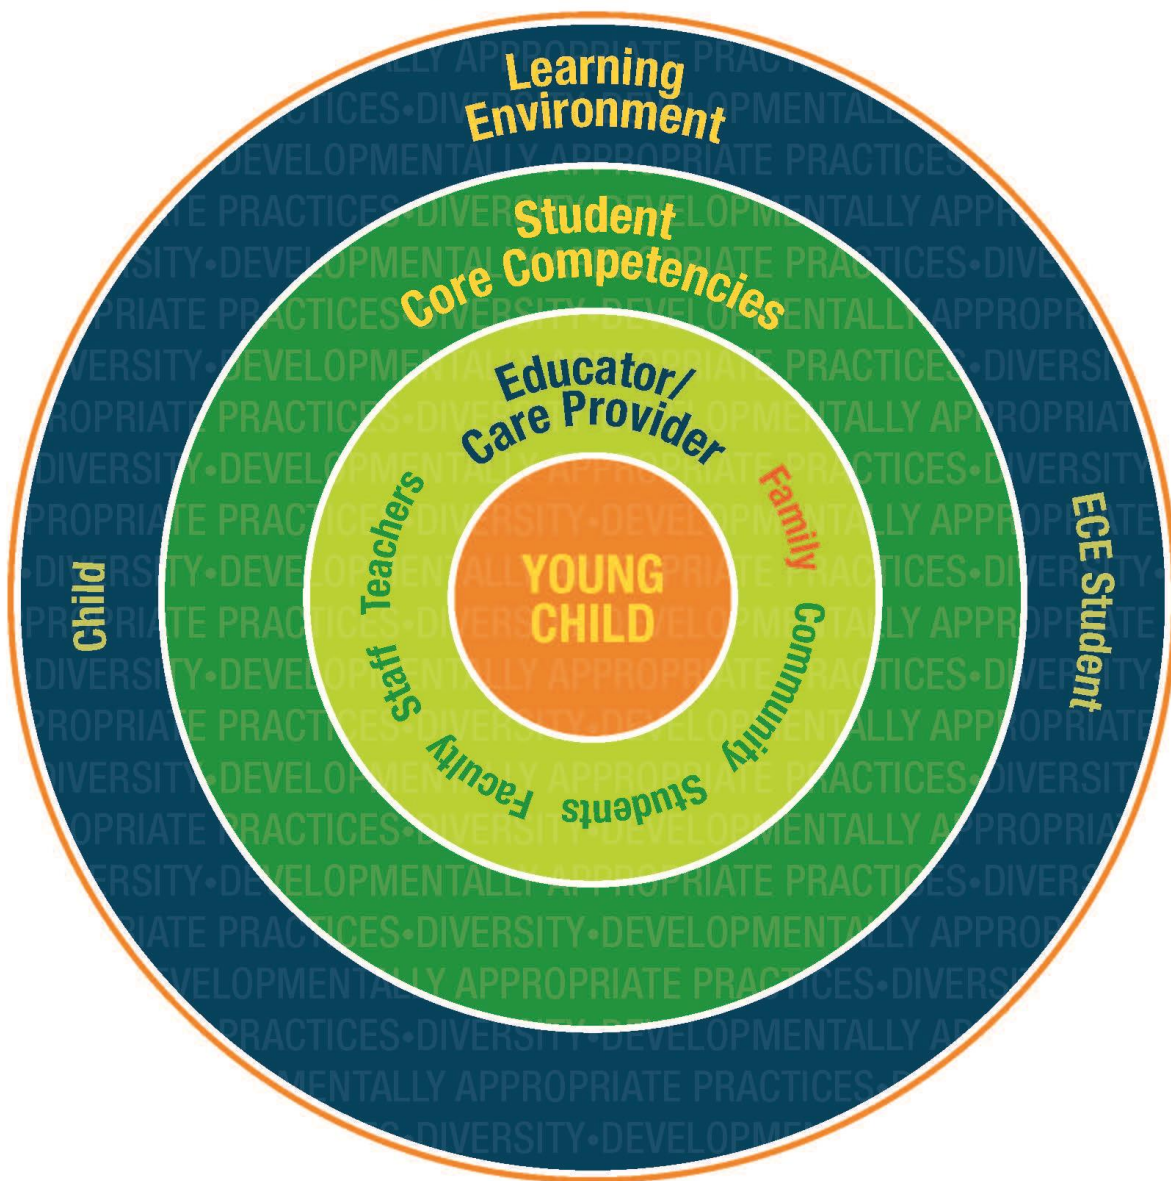 Learning
Environment
Student
Core Competencies
Educator/
Care Provider
Family
Community
Students
Faculty
Staff
Teachers
YOUNG
CHILD
Child
ECE Student
DEVELOPMENTALLY APPROPRIATE PRACTICES•DIVERSITY